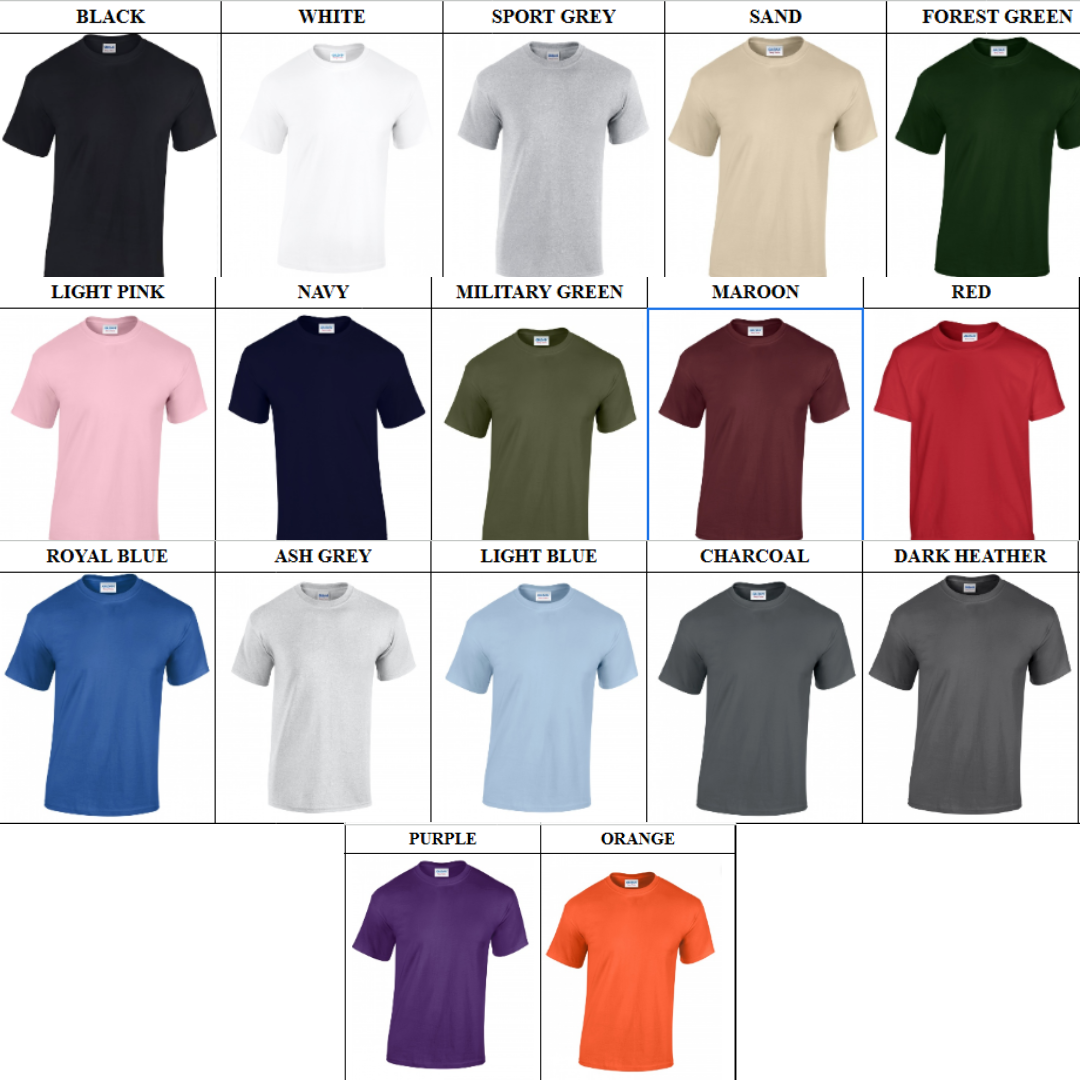 BLACK
WHITE
SPORT GREY
SAND
FOREST GREEN
LIGHT PINK
NAVY
MILITARY GREEN
MAROON
RED
ROYAL BLUE
ASH GREY
LIGHT BLUE
CHARCOAL
DARK HEATHER
PURPLE
ORANGE